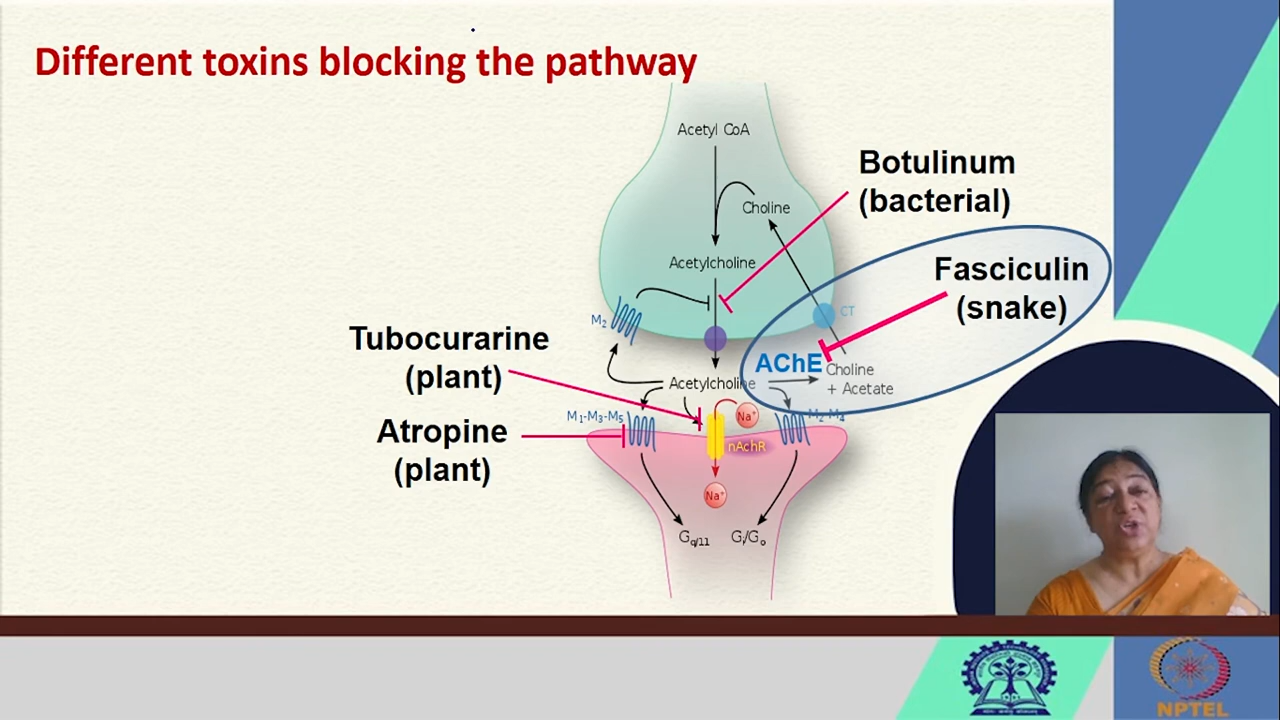 Different toxins blocking the pathway
Acetyl CoA
Botulinum
(bacterial)
Choline
Acetylcholine
Fasciculin
(snake)
CT
M2
Tubocurarine
(plant)
AChE
Choline
+ Acetate
Acetylcholine
M1-M3-M5
Na+
M2-M4
Atropine
(plant)
nAchR
Na+
Gq/11
Gi/Go
NPTEL